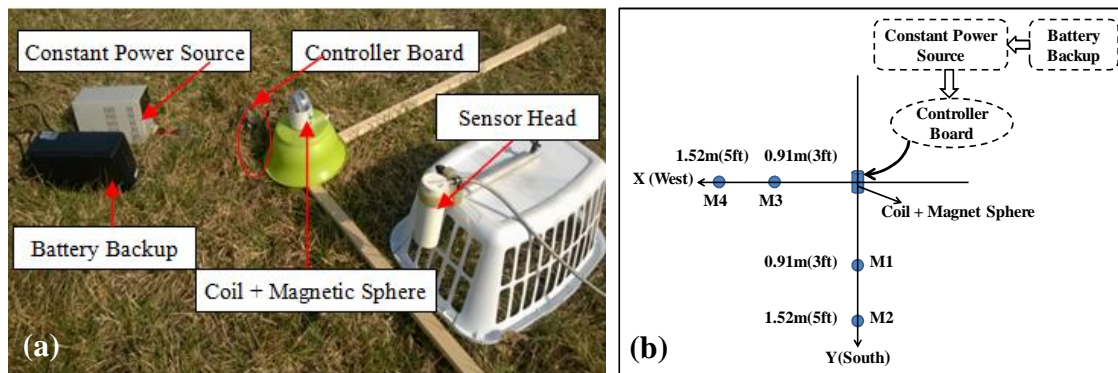 Constant Power Source
Controller Board
Sensor Head
Battery Backup
Coil + Magnetic Sphere
(a)
Constant Power
Source
Battery
Backup
Controller
Board
1.52m(5ft)
0.91m(3ft)
X (West)
M4
M3
Coil + Magnet Sphere
0.91m(3ft)
M1
1.52m(5ft)
M2
Y(South)
(b)